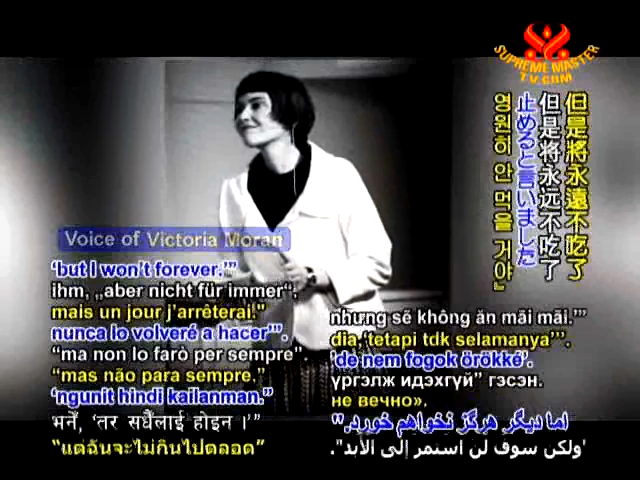 SUPREME MASTER
TV.COM
但是將永遠不吃了
但是将永远不吃了
止めると言いました
영원히 안 먹을 거야』
Voice of Victoria Moran
‘but I won’t forever.’”
ihm, „aber nicht für immer“.
mais un jour j’arrêterai."
nunca lo volveré a hacer’”.
“ma non lo farò per sempre”
“mas não para sempre.”
‘ngunit hindi kailanman.”
भनेँ, ‘तर सधैँलाई होइन ।’”
“แต่ฉันจะไม่กินไปตลอด”
nhưng sẽ không ăn mãi mãi.’”
dia,‘tetapi tdk selamanya’”.
‘de nem fogok örökké’.
үргэлж идэхгүй” гэсэн.
не вечно».
اما دیگر هرگز نخواهم خورد."
'ولكن سوف لن استمر إلى الأبد".